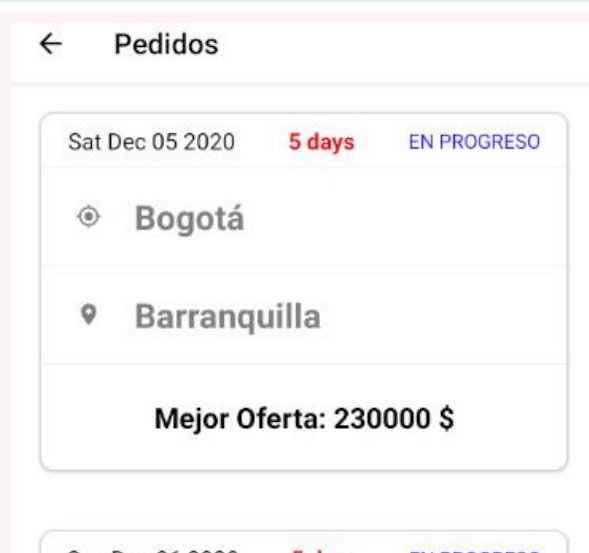 Pedidos
Sat Dec 05 2020 5 days EN PROGRESO
Bogotá
Barranquilla
Mejor Oferta: 230000 $